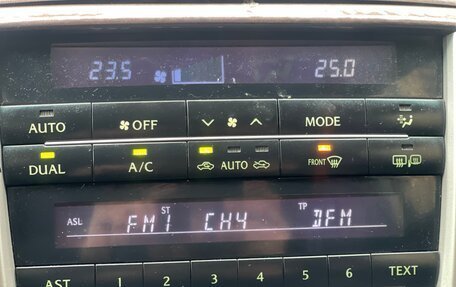 23.5 25.0
AUTO OFF MODE
DUAL A/C AUTO FRONT
ASL FM1 ST CH4 TP DFM
AST 1 2 3 4 5 6 TEXT